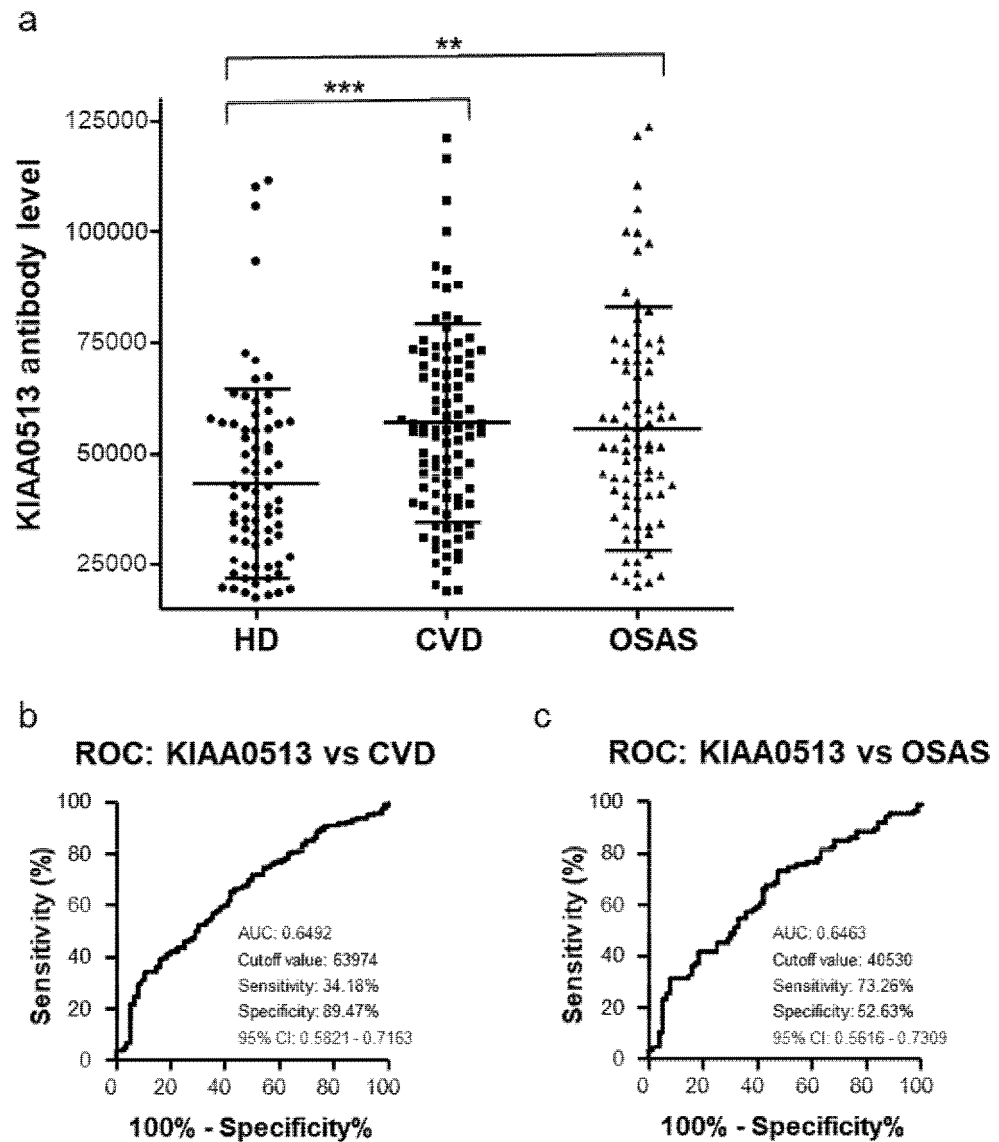 a
**
***
KIAA0513 antibody level
125000
100000
75000
50000
25000
HD CVD OSAS
b
ROC: KIAA0513 vs CVD
Sensitivity (%)
100
80
60
40
20
0
AUC: 0.6492
Cutoff value: 63974
Sensitivity: 34.18%
Specificity: 89.47%
95% CI: 0.5821 - 0.7163
0 20 40 60 80 100
100% - Specificity%
c
ROC: KIAA0513 vs OSAS
Sensitivity (%)
100
80
60
40
20
0
AUC: 0.6463
Cutoff value: 40530
Sensitivity: 73.26%
Specificity: 52.63%
95% CI: 0.5616 - 0.7309
0 20 40 60 80 100
100% - Specificity%